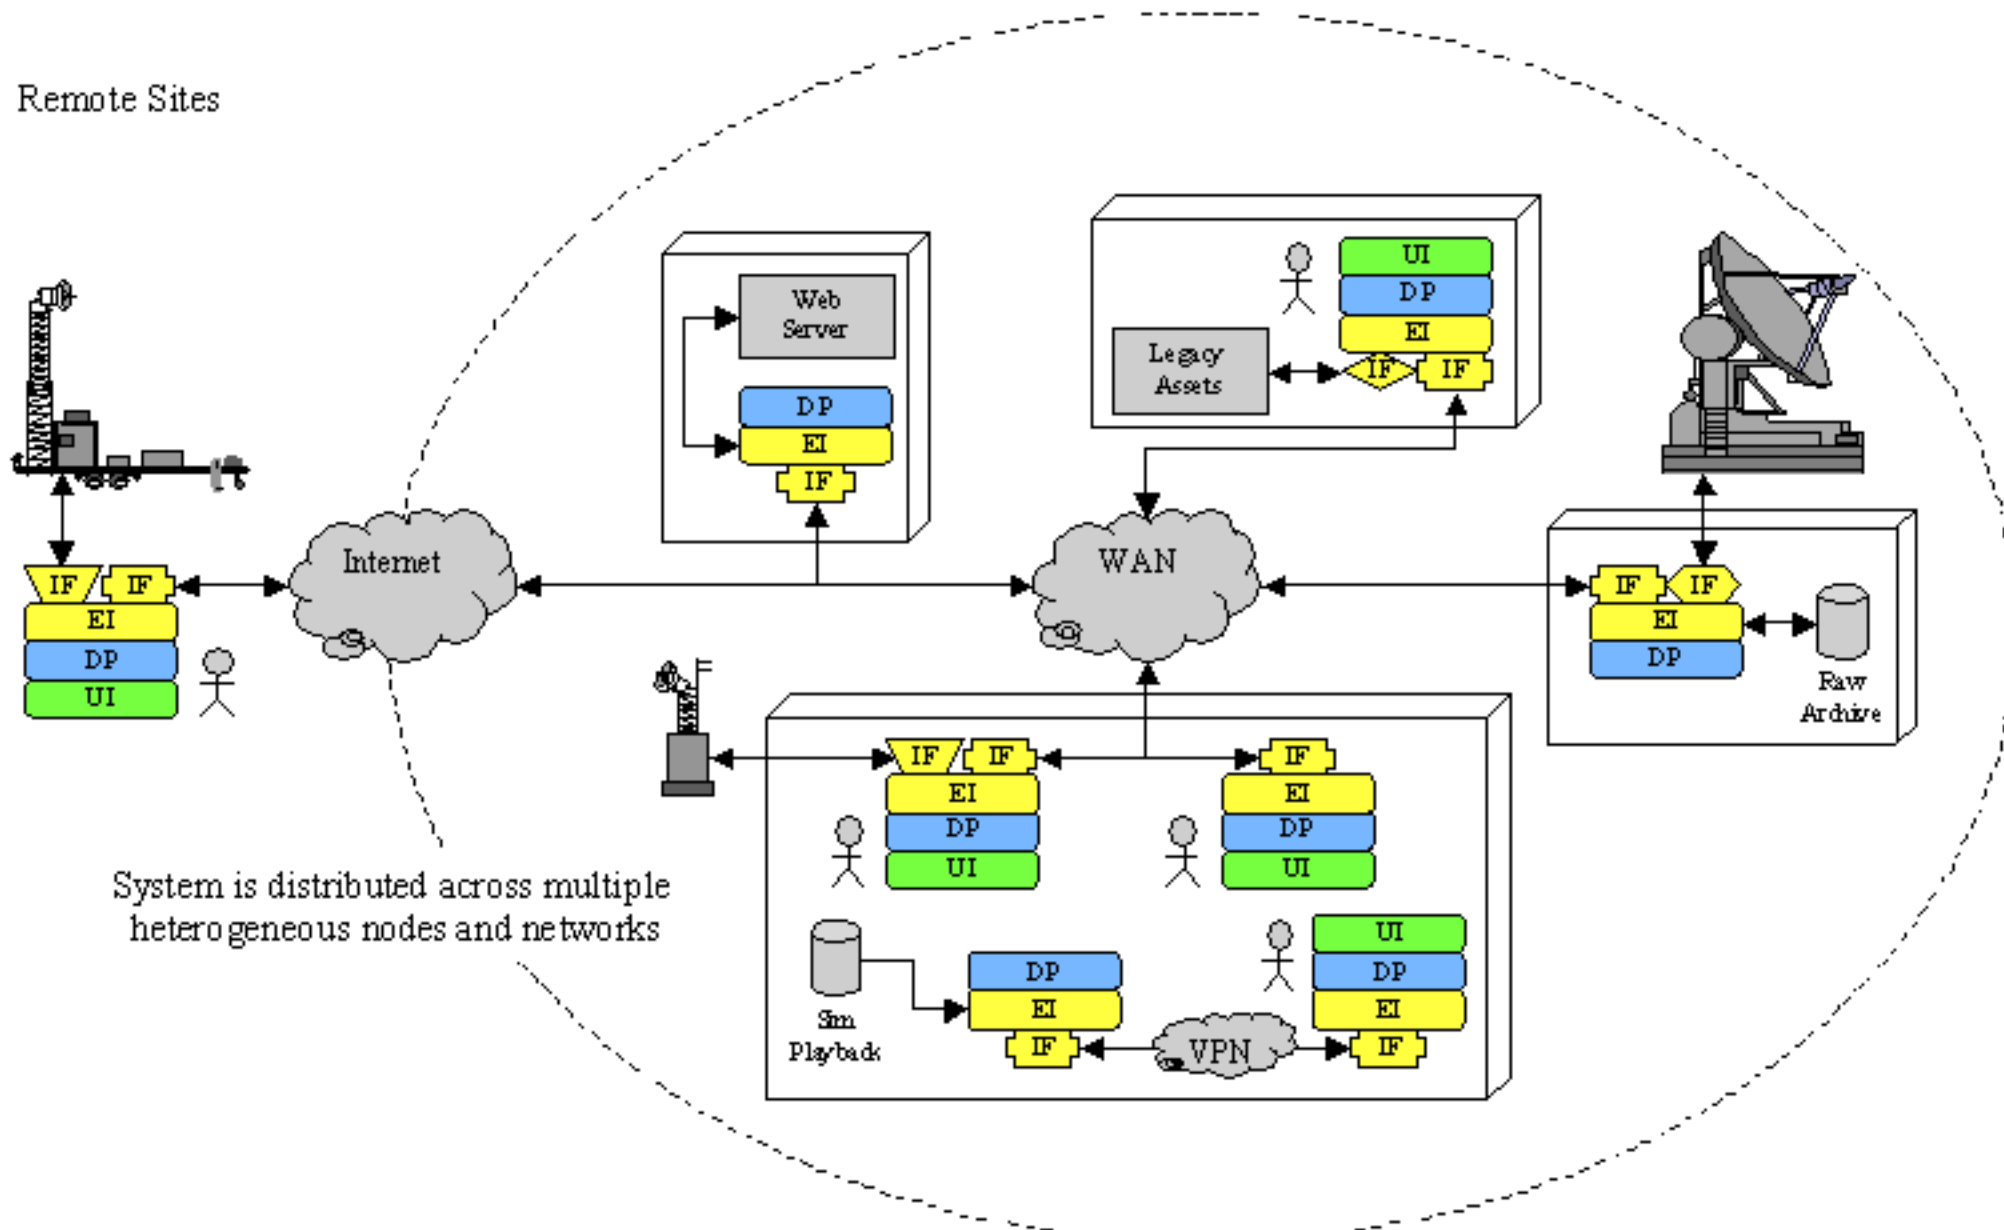 Remote Sites
Web
Server
DP
EI
IF
UI
DP
EI
IF
IF
Legacy
Assets
Internet
WAN
IF
IF
EI
DP
UI
IF
IF
EI
DP
Raw
Archive
IF
IF
EI
DP
UI
IF
EI
DP
UI
System is distributed across multiple
heterogeneous nodes and networks
Sim
Playback
DP
EI
IF
VPN
UI
DP
EI
IF